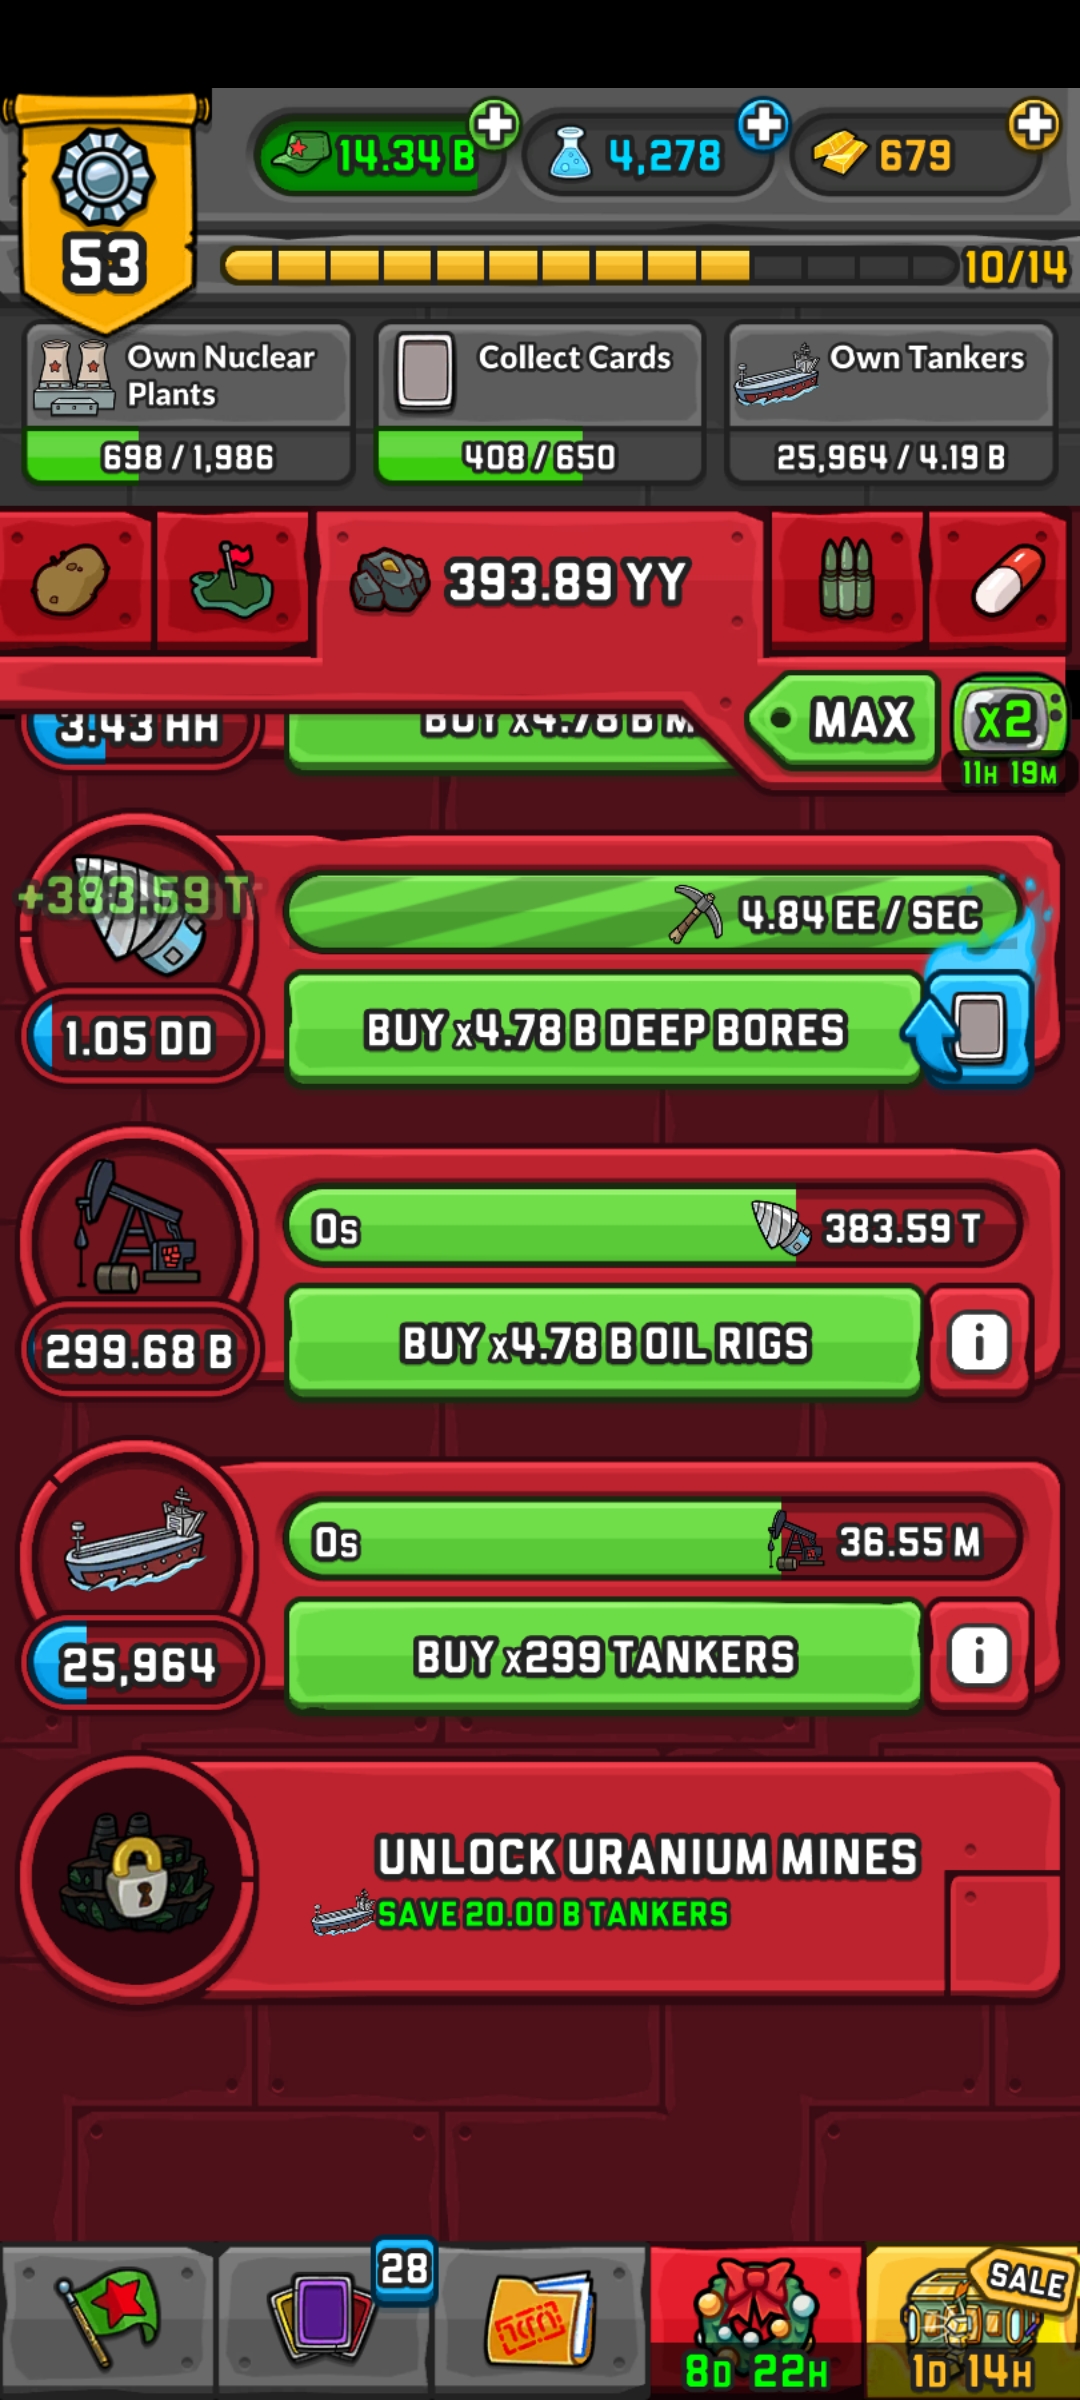 14.34 B
4,278
679
53
10/14
Own Nuclear
Plants
Collect Cards
Own Tankers
698 / 1,986
408 / 650
25,964 / 4.19 B
393.89 YY
MAX
x2
11H 19M
3.43 HH
BUY x4.78 B M
+383.59 T
4.84 EE / SEC
1.05 DD
BUY x4.78 B DEEP BORES
0s
383.59 T
299.68 B
BUY x4.78 B OIL RIGS
i
0s
36.55 M
25,964
BUY x299 TANKERS
i
UNLOCK URANIUM MINES
SAVE 20.00 B TANKERS
28
SALE
8D 22H
1D 14H